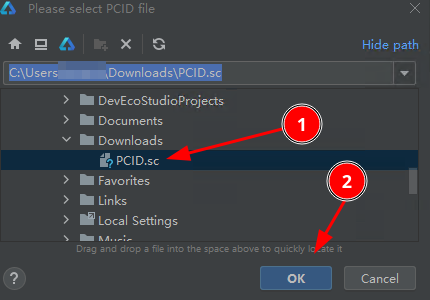 Please select PCID file
Hide path
C:\Users\Downloads\PCID.sc
DevEcoStudioProjects
Documents
Downloads
1
PCID.sc
Favorites
2
Links
Local Settings
Music
Drag and drop a file into the space above to quickly locate it
?
OK
Cancel